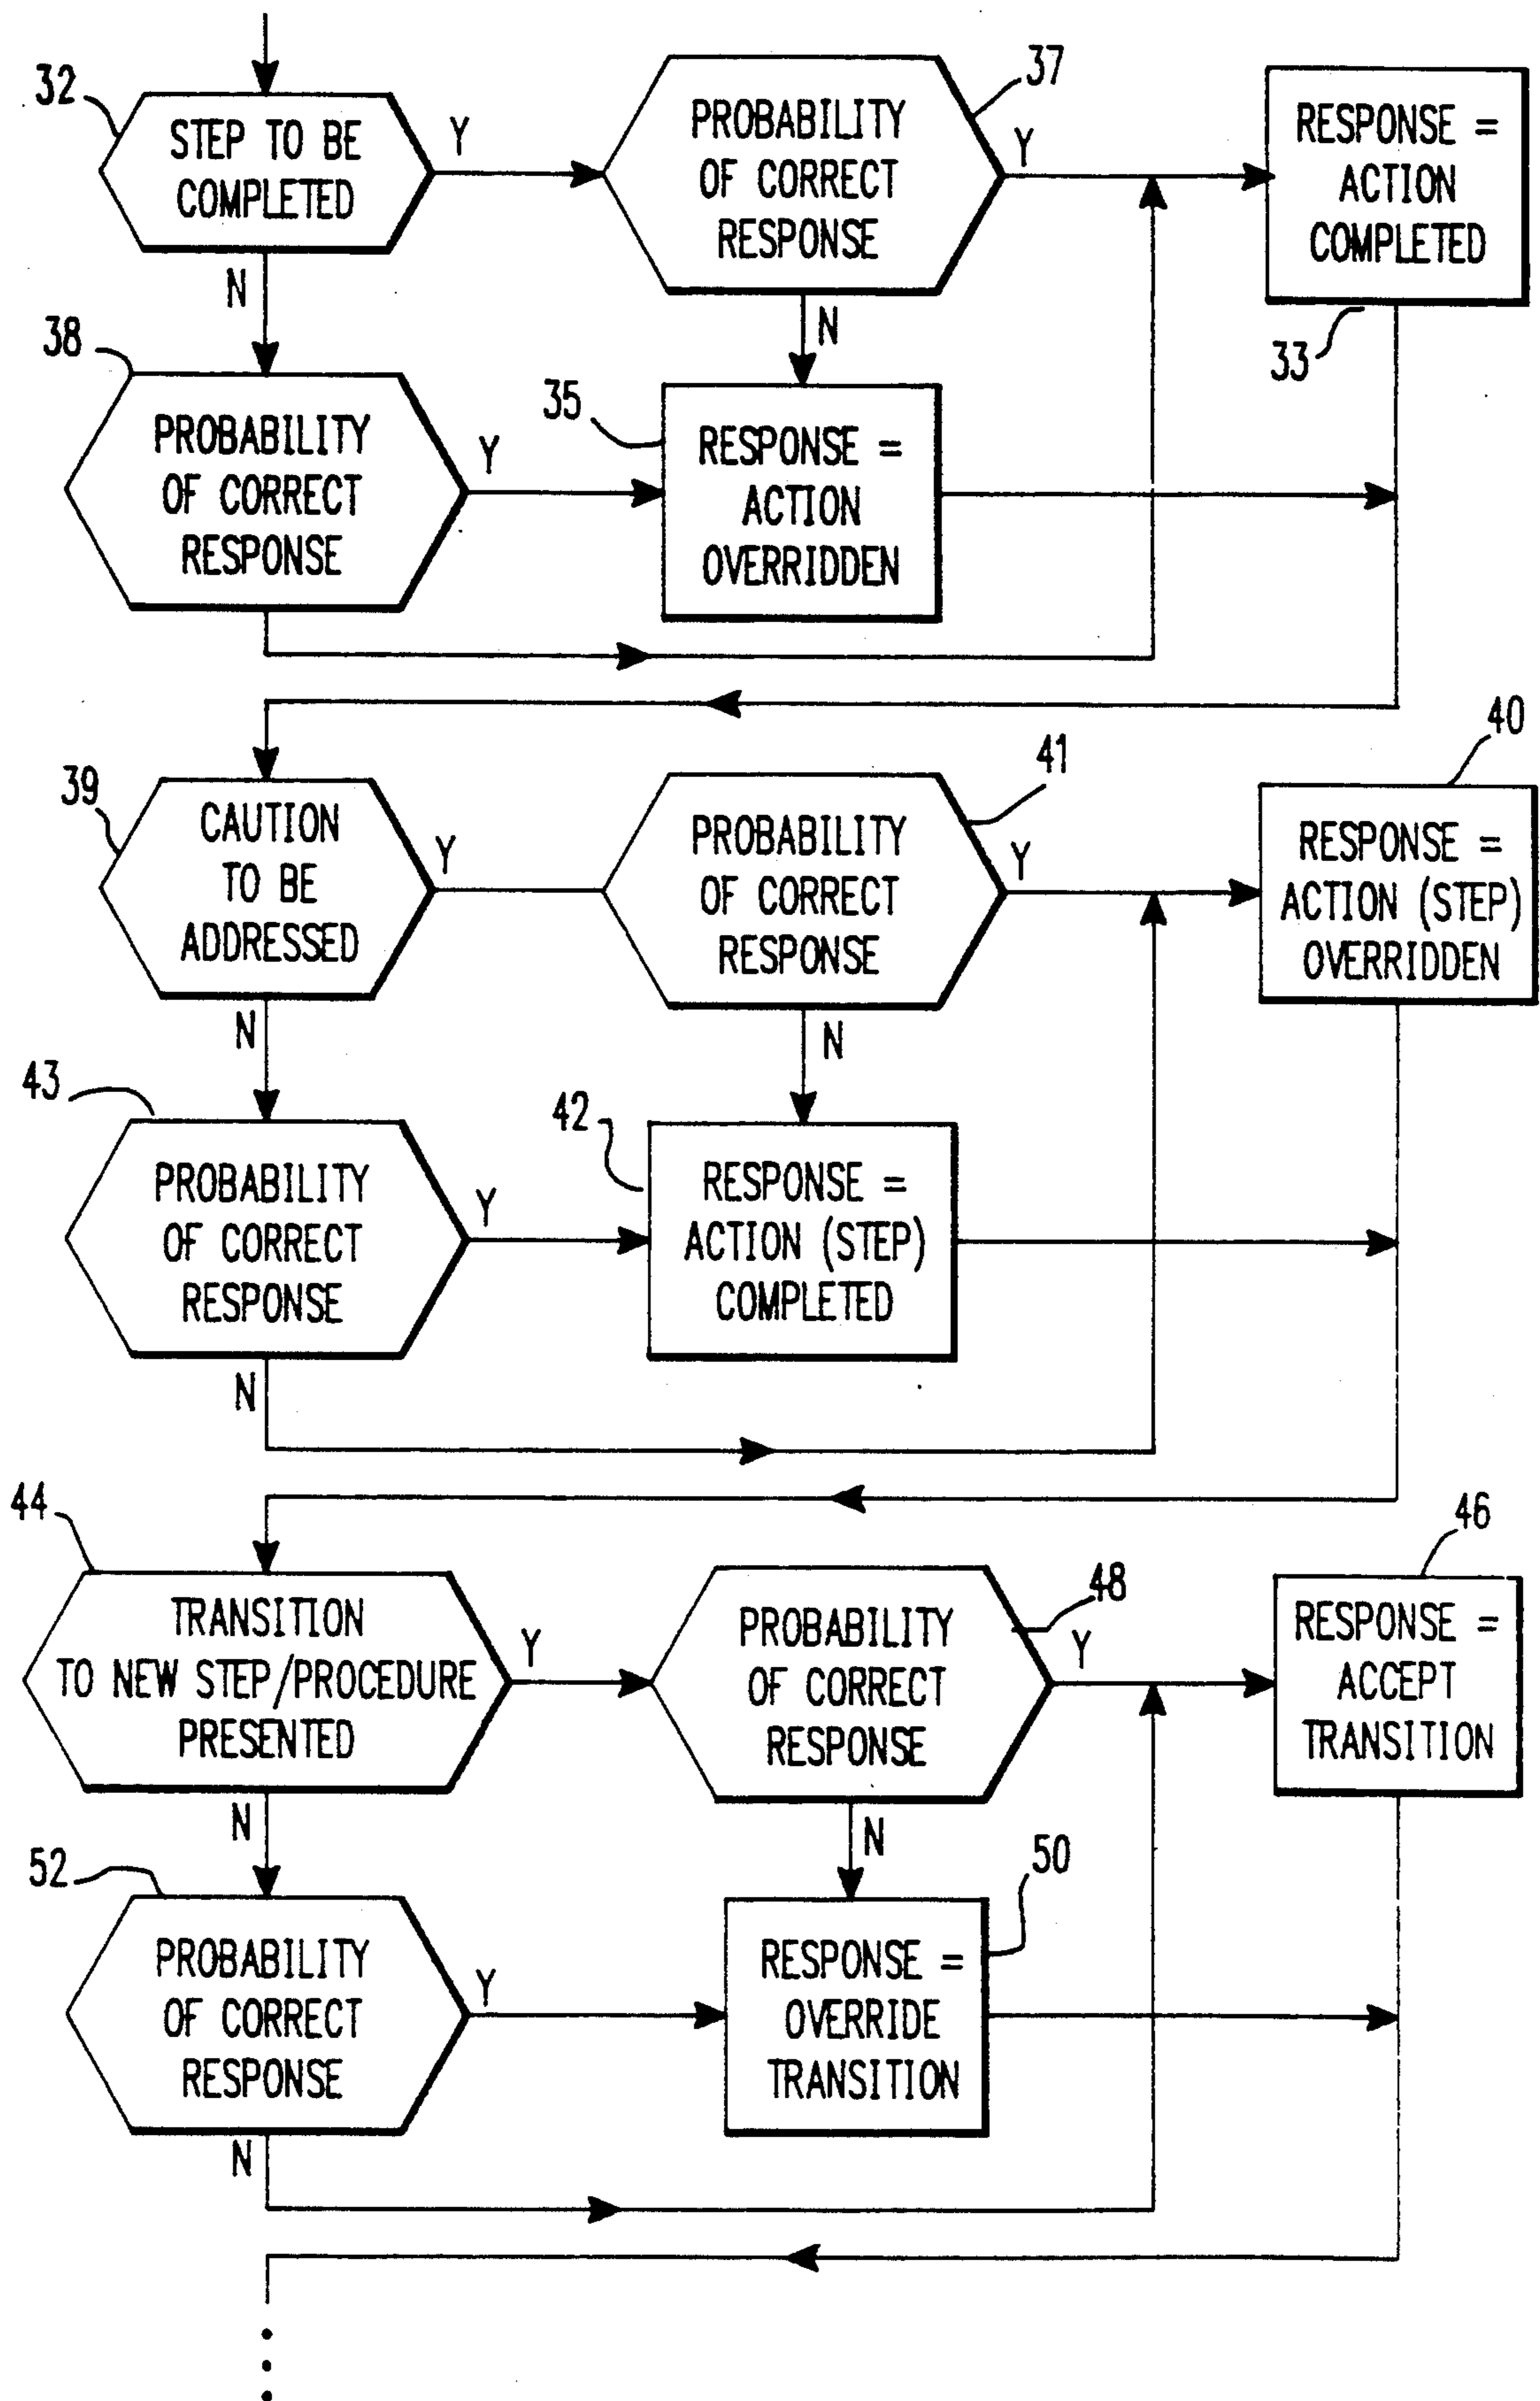 32
STEP TO BE
COMPLETED
Y
N
37
PROBABILITY
OF CORRECT
RESPONSE
Y
N
RESPONSE =
ACTION
COMPLETED
33
38
PROBABILITY
OF CORRECT
RESPONSE
Y
35
RESPONSE =
ACTION
OVERRIDDEN
39
CAUTION
TO BE
ADDRESSED
Y
N
41
PROBABILITY
OF CORRECT
RESPONSE
Y
N
40
RESPONSE =
ACTION (STEP)
OVERRIDDEN
43
PROBABILITY
OF CORRECT
RESPONSE
Y
N
42
RESPONSE =
ACTION (STEP)
COMPLETED
44
TRANSITION
TO NEW STEP/PROCEDURE
PRESENTED
Y
N
48
PROBABILITY
OF CORRECT
RESPONSE
Y
N
46
RESPONSE =
ACCEPT
TRANSITION
52
PROBABILITY
OF CORRECT
RESPONSE
Y
N
50
RESPONSE =
OVERRIDE
TRANSITION